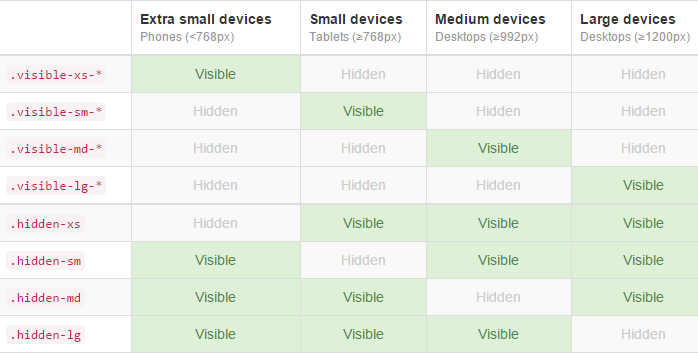 Extra small devices Small devices Medium devices Large devices
Phones (<768px) Tablets (≥768px) Desktops (≥992px) Desktops (≥1200px)
.visible-xs-* Visible Hidden Hidden Hidden
.visible-sm-* Hidden Visible Hidden Hidden
.visible-md-* Hidden Hidden Visible Hidden
.visible-lg-* Hidden Hidden Hidden Visible
.hidden-xs Hidden Visible Visible Visible
.hidden-sm Visible Hidden Visible Visible
.hidden-md Visible Visible Hidden Visible
.hidden-lg Visible Visible Visible Hidden